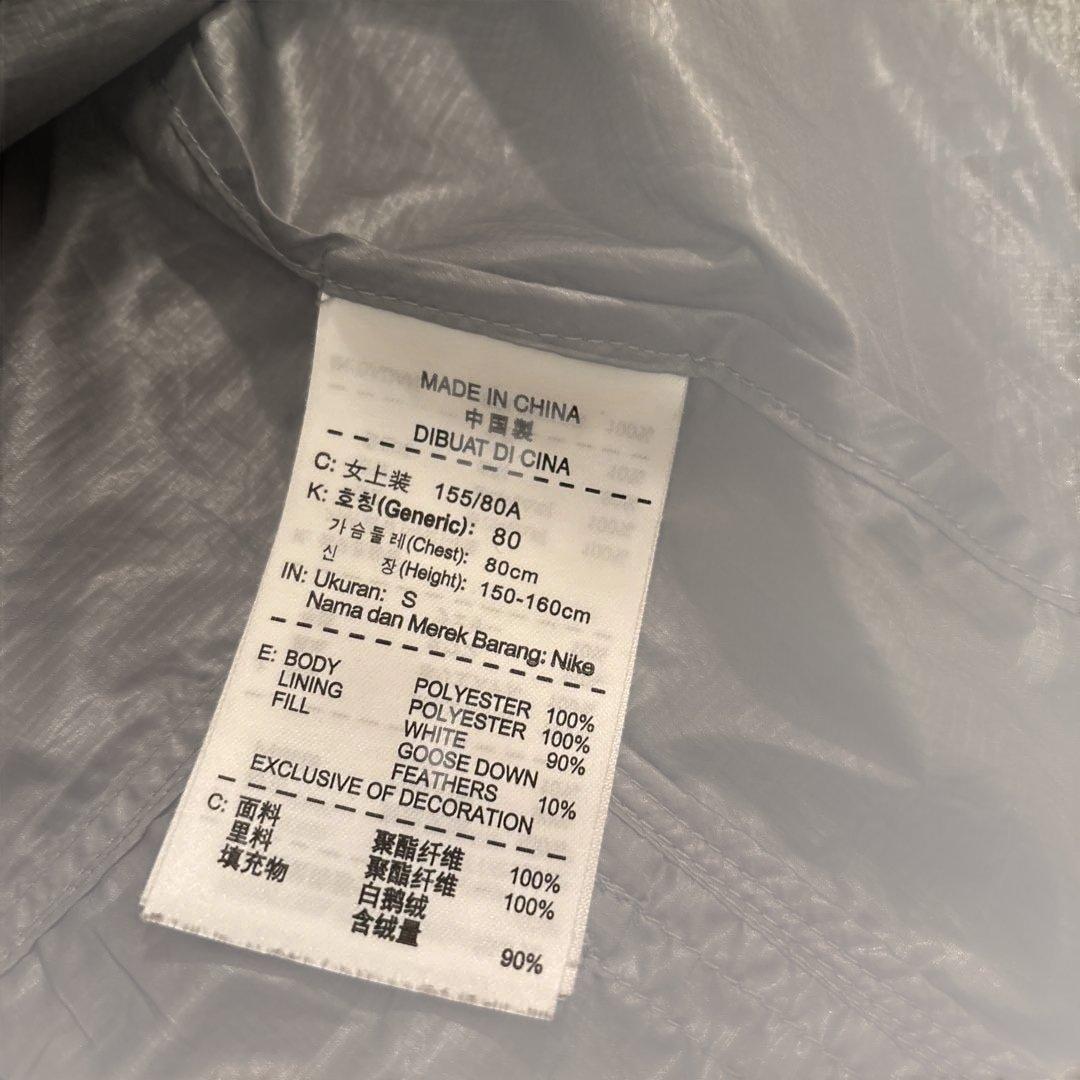 MADE IN CHINA
中国製
DIBUAT DI CINA
C: 女上装 155/80A
K: 호칭(Generic): 80
가슴둘레(Chest): 80cm
신 장(Height): 150-160cm
IN: Ukuran: S
Nama dan Merek Barang: Nike
E: BODY POLYESTER 100%
LINING POLYESTER 100%
FILL WHITE 90%
GOOSE DOWN
FEATHERS 10%
EXCLUSIVE OF DECORATION
C: 面料 聚酯纤维 100%
里料 聚酯纤维 100%
填充物 白鹅绒
含绒量 90%